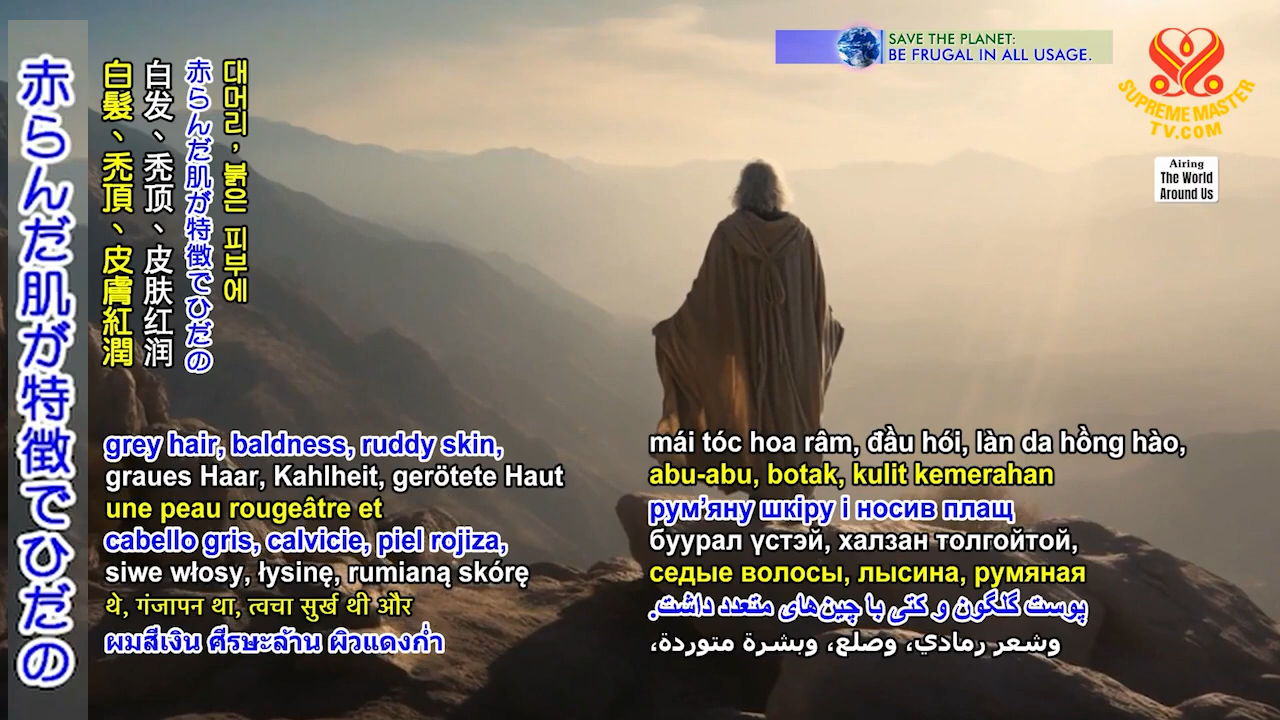 SAVE THE PLANET:
BE FRUGAL IN ALL USAGE.
SUPREME MASTER
TV.COM
Airing
The World
Around Us
赤らんだ肌が特徴でひだの
白髮、禿頂、皮膚紅潤
白发、秃顶、皮肤红润
赤らんだ肌が特徴でひだの
대머리, 붉은 피부에
grey hair, baldness, ruddy skin,
graues Haar, Kahlheit, gerötete Haut
une peau rougeâtre et
cabello gris, calvicie, piel rojiza,
siwe włosy, łysinę, rumianą skórę
थे, गंजापन था, त्वचा सुर्ख थी और
ผมสีเงิน ศีรษะล้าน ผิวแดงก่ำ
mái tóc hoa râm, đầu hói, làn da hồng hào,
abu-abu, botak, kulit kemerahan
рум’яну шкіру і носив плащ
буурал үстэй, халзан толгойтой,
седые волосы, лысина, румяная
پوست گلگون و کتی با چین‌های متعدد داشت.
وشعر رمادي، وصلع، وبشرة متوردة،